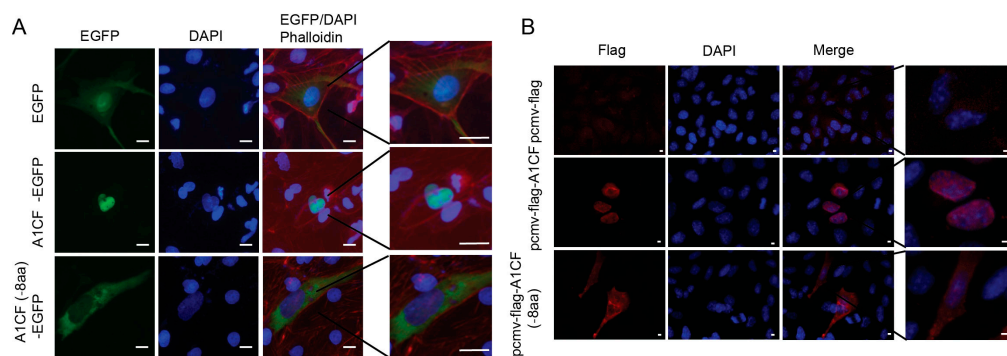 A
EGFP
DAPI
EGFP/DAPI
Phalloidin
EGFP
A1CF -EGFP
A1CF (-8aa)
-EGFP
B
Flag
DAPI
Merge
pcmv-flag
pcmv-flag-A1CF
pcmv-flag-A1CF
(-8aa)